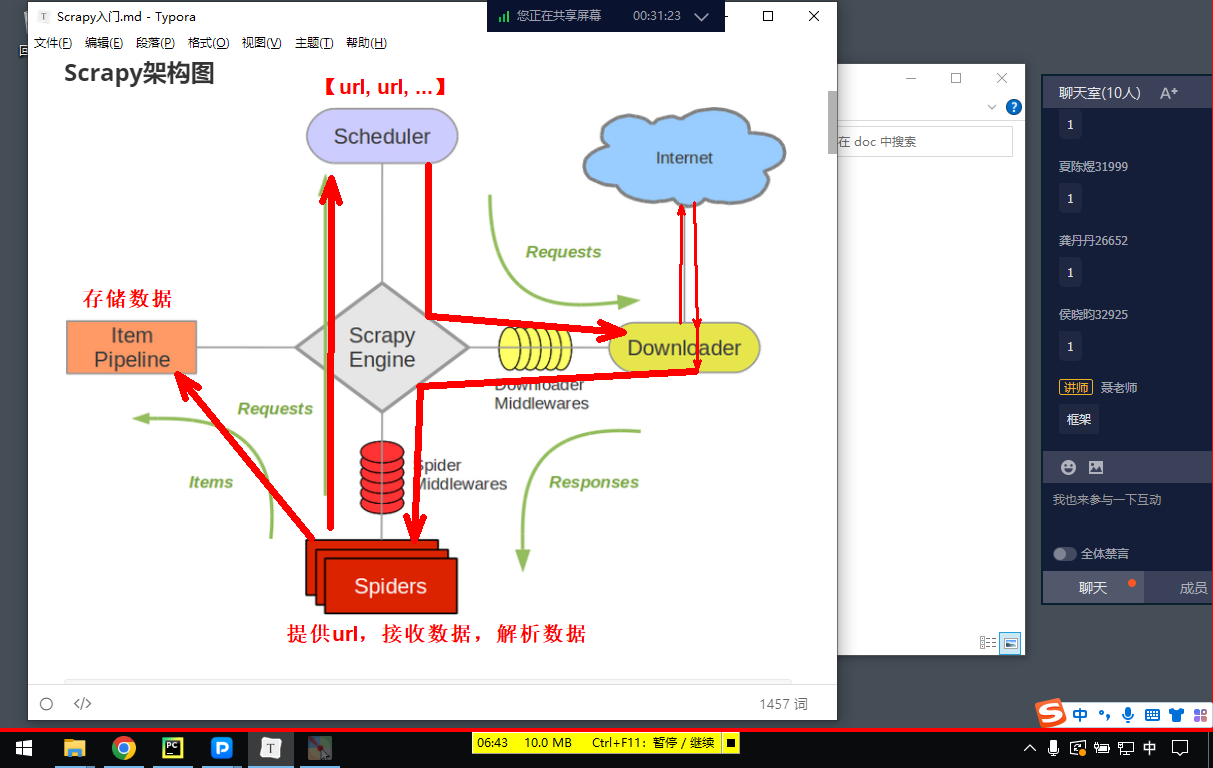 Scrapy入门.md - Typora
您正在共享屏幕 00:31:23
文件(F) 编辑(E) 段落(P) 格式(O) 视图(V) 主题(T) 帮助(H)
Scrapy架构图
【url, url, ...】
Scheduler
Internet
Requests
存储数据
Item
Pipeline
Scrapy
Engine
Downloader
Downloader
Middlewares
Requests
Spider
Middlewares
Items
Responses
Spiders
提供url，接收数据，解析数据
</>
1457 词
在 doc 中搜索
聊天室(10人) A+
1
夏陈煜31999
1
龚丹丹26652
1
侯晓昀32925
1
讲师 聂老师
框架
我也来参与一下互动
全体禁言
聊天 成员
中
06:43 10.0 MB Ctrl+F11：暂停 / 继续
中